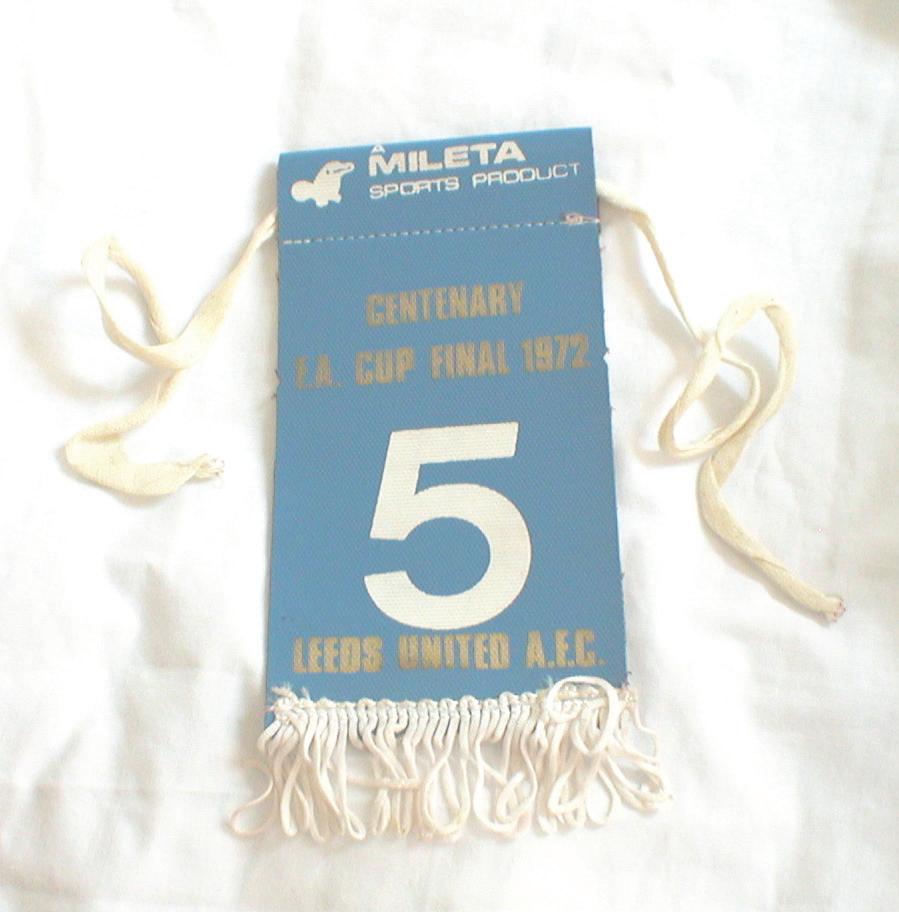 A
MILETA
SPORTS PRODUCT
CENTENARY
F.A. CUP FINAL 1972
5
LEEDS UNITED A.F.C.